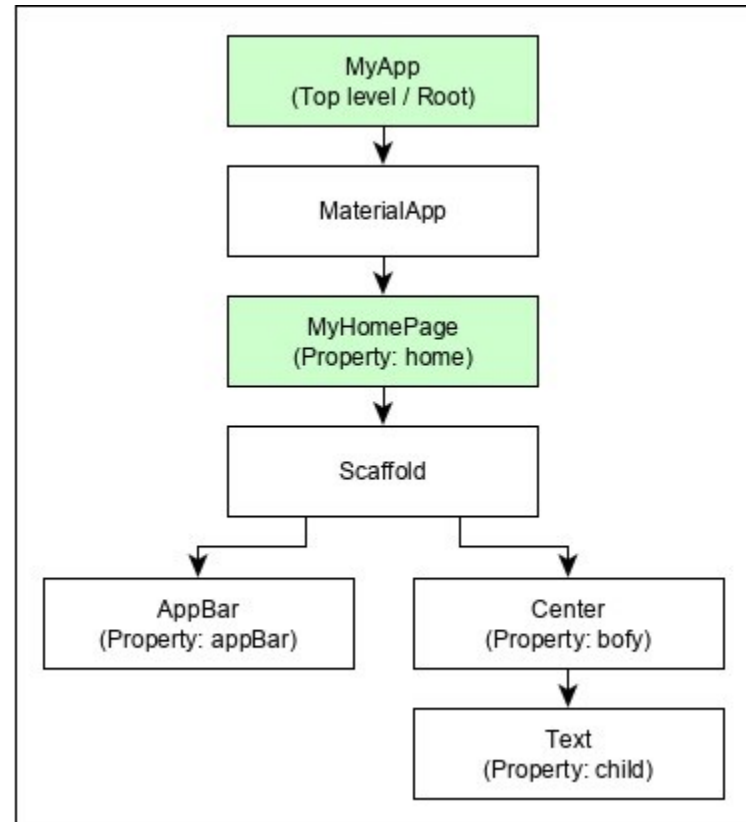 MyApp
(Top level / Root)
MaterialApp
MyHomePage
(Property: home)
Scaffold
AppBar
(Property: appBar)
Center
(Property: bofy)
Text
(Property: child)